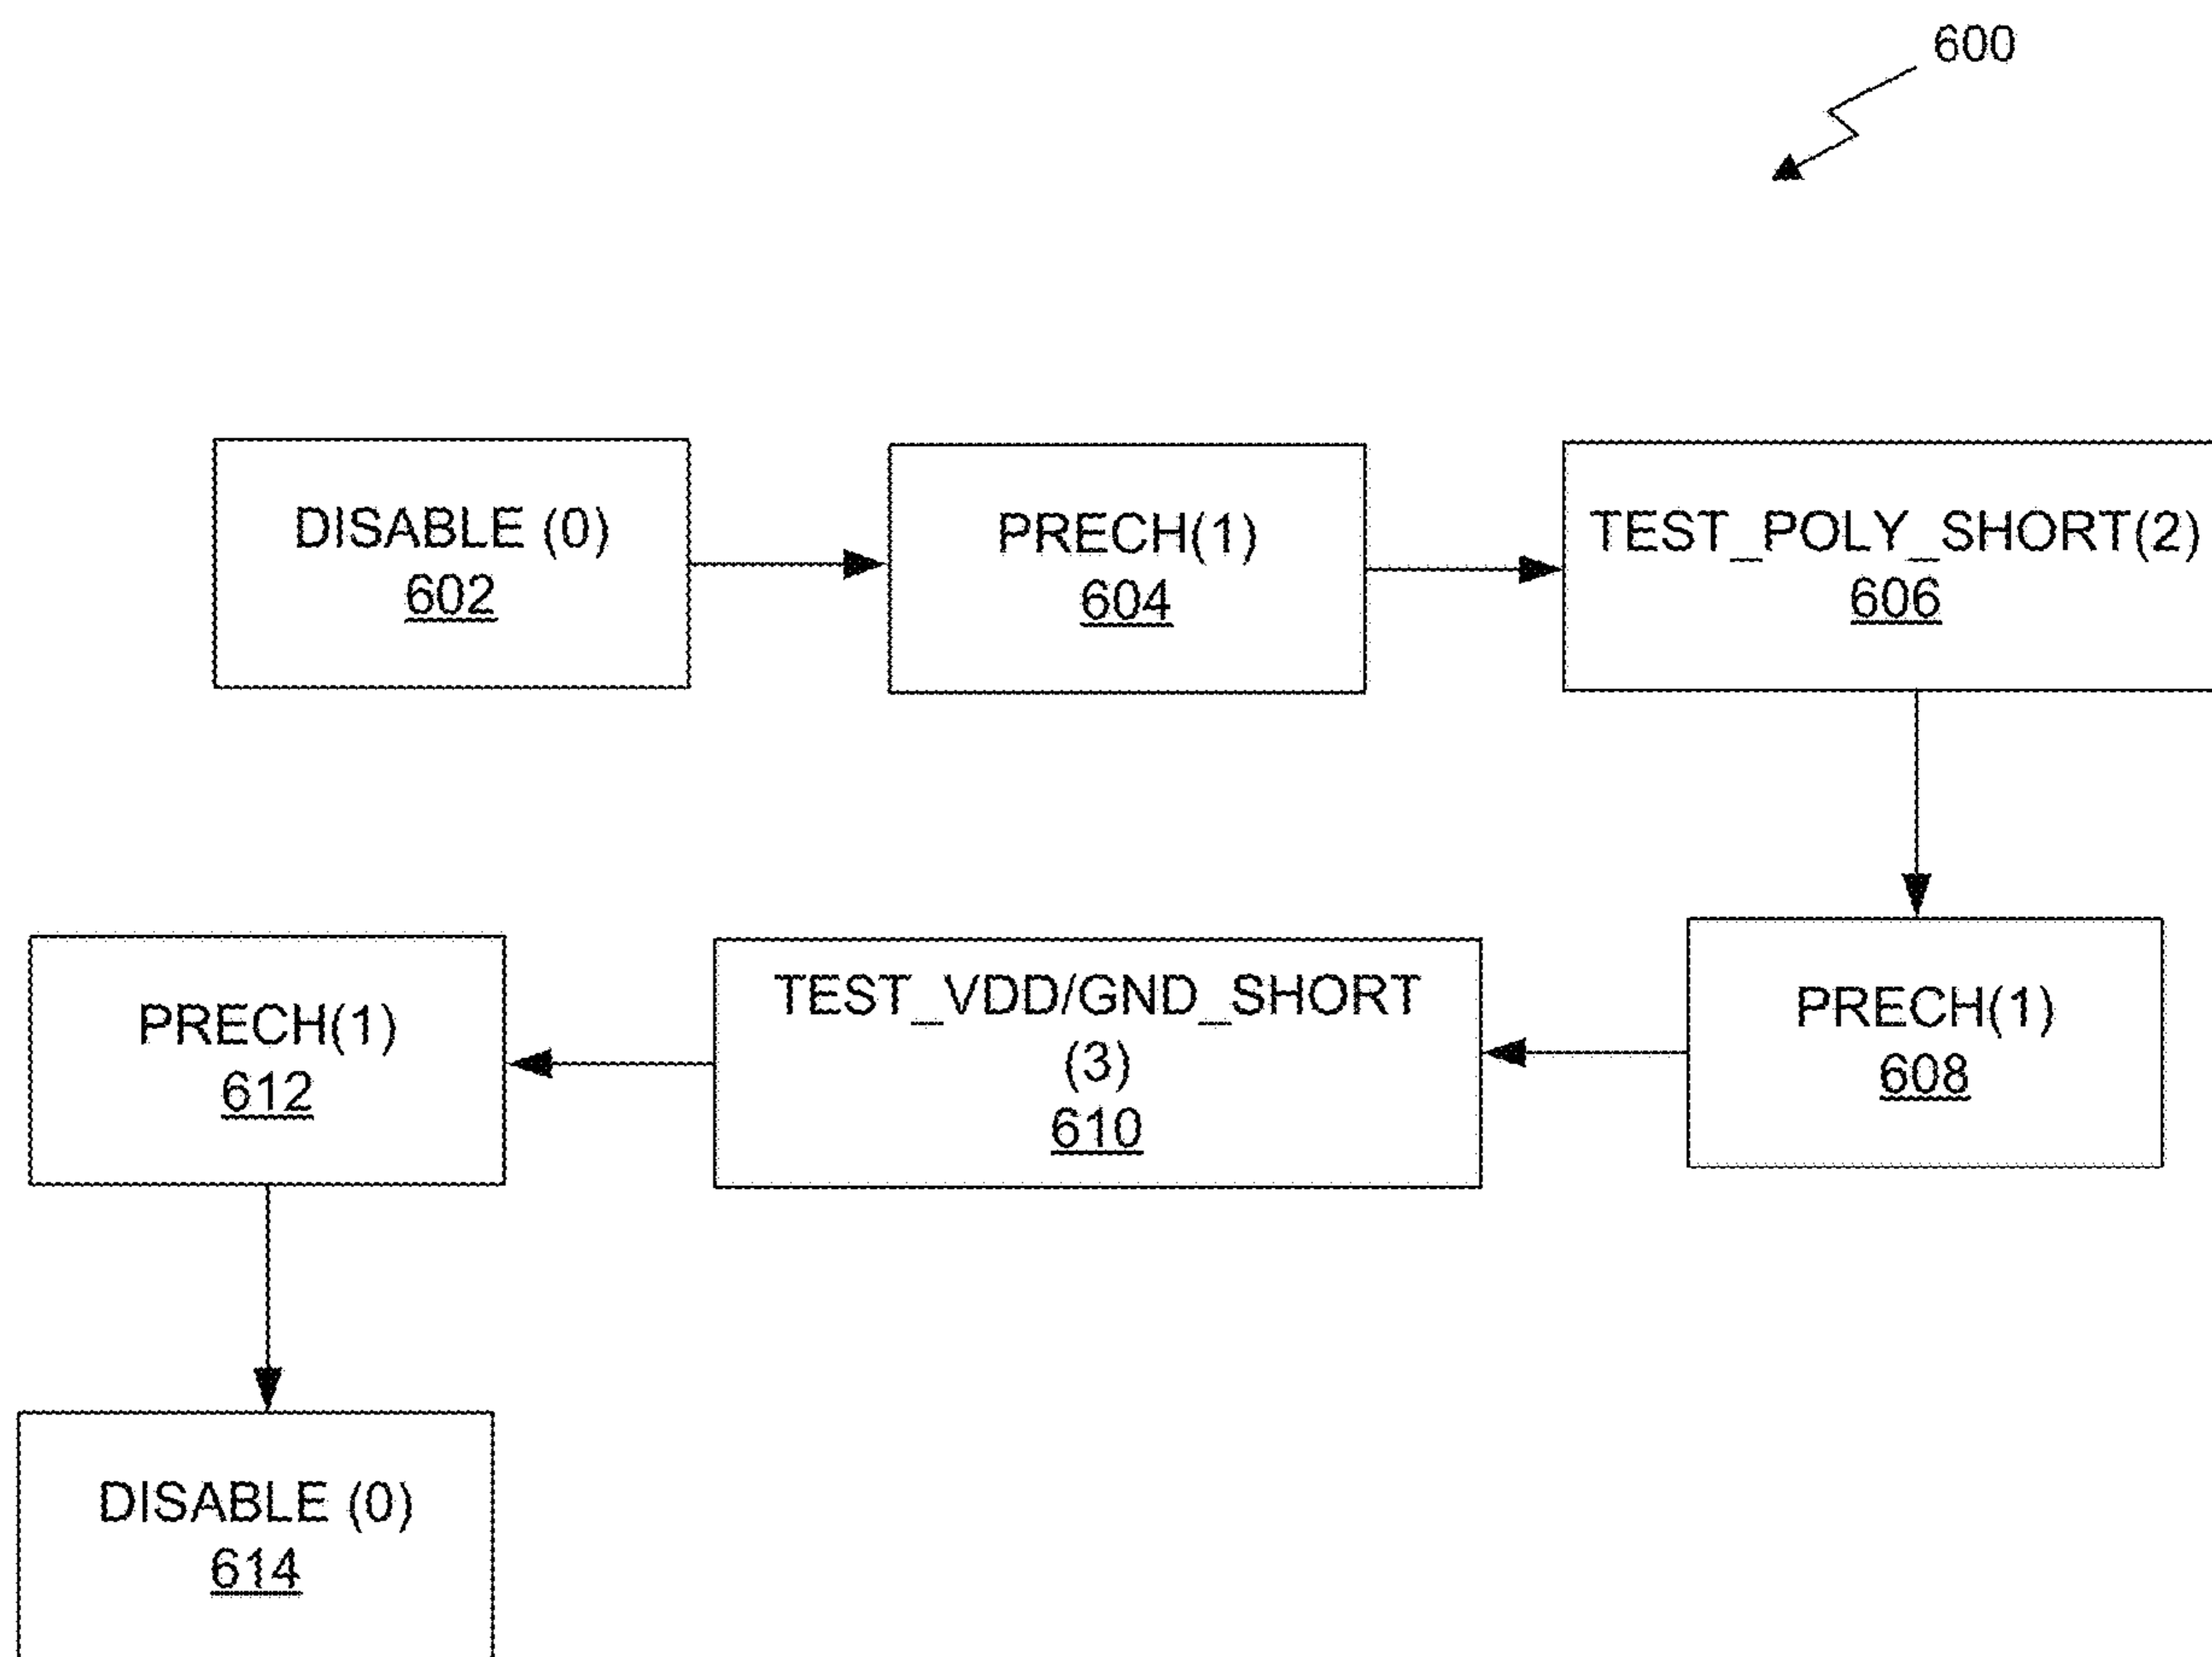 600
DISABLE (0)
602
PRECH(1)
604
TEST_POLY_SHORT(2)
606
PRECH(1)
608
TEST_VDD/GND_SHORT
(3)
610
PRECH(1)
612
DISABLE (0)
614